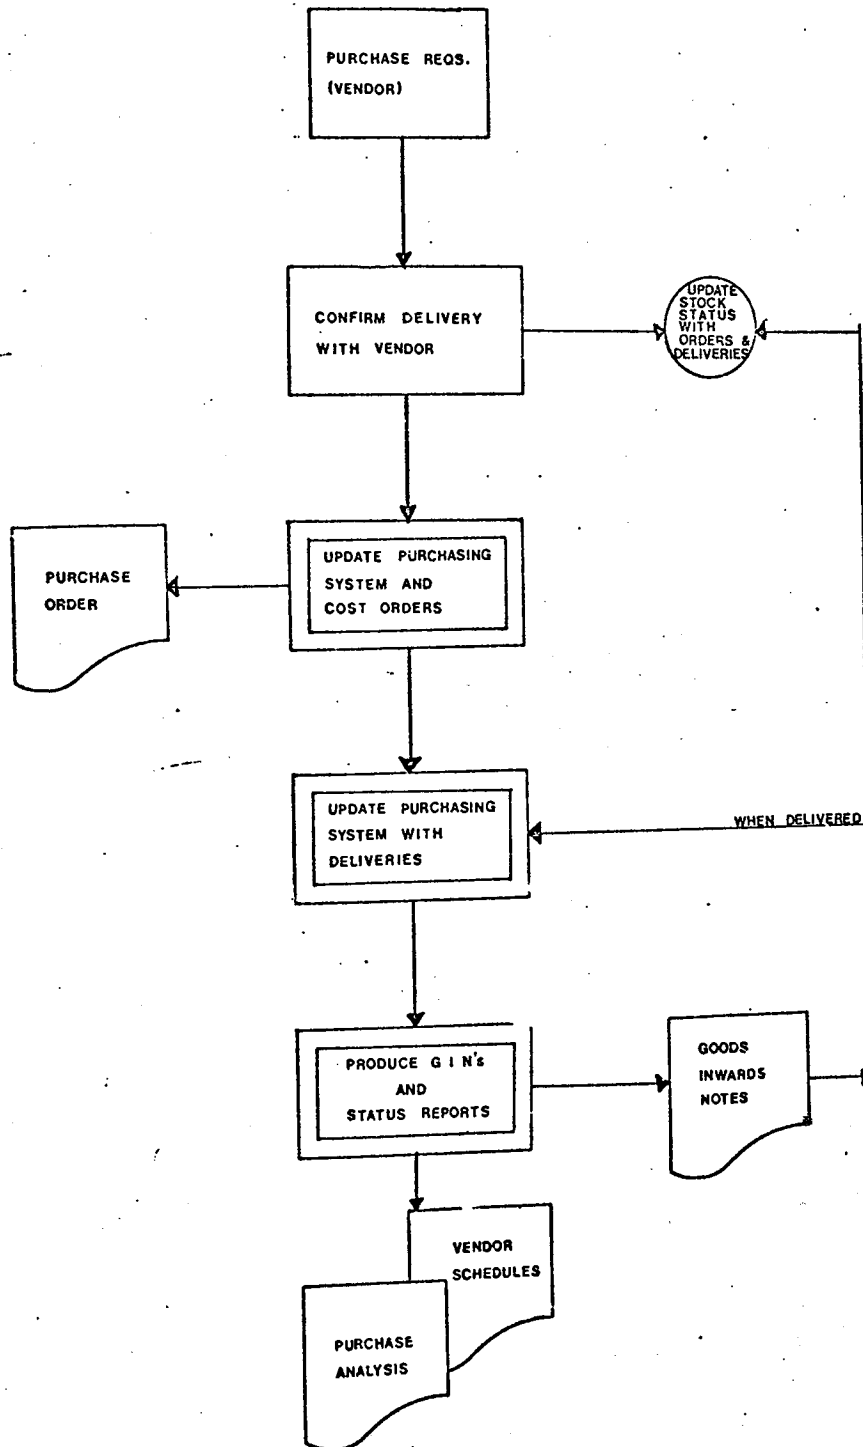 PURCHASE REQS.
(VENDOR)
CONFIRM DELIVERY
WITH VENDOR
UPDATE
STOCK
STATUS
WITH
ORDERS &
DELIVERIES
PURCHASE
ORDER
UPDATE PURCHASING
SYSTEM AND
COST ORDERS
UPDATE PURCHASING
SYSTEM WITH
DELIVERIES
WHEN DELIVERED
PRODUCE G I N's
AND
STATUS REPORTS
GOODS
INWARDS
NOTES
VENDOR
SCHEDULES
PURCHASE
ANALYSIS